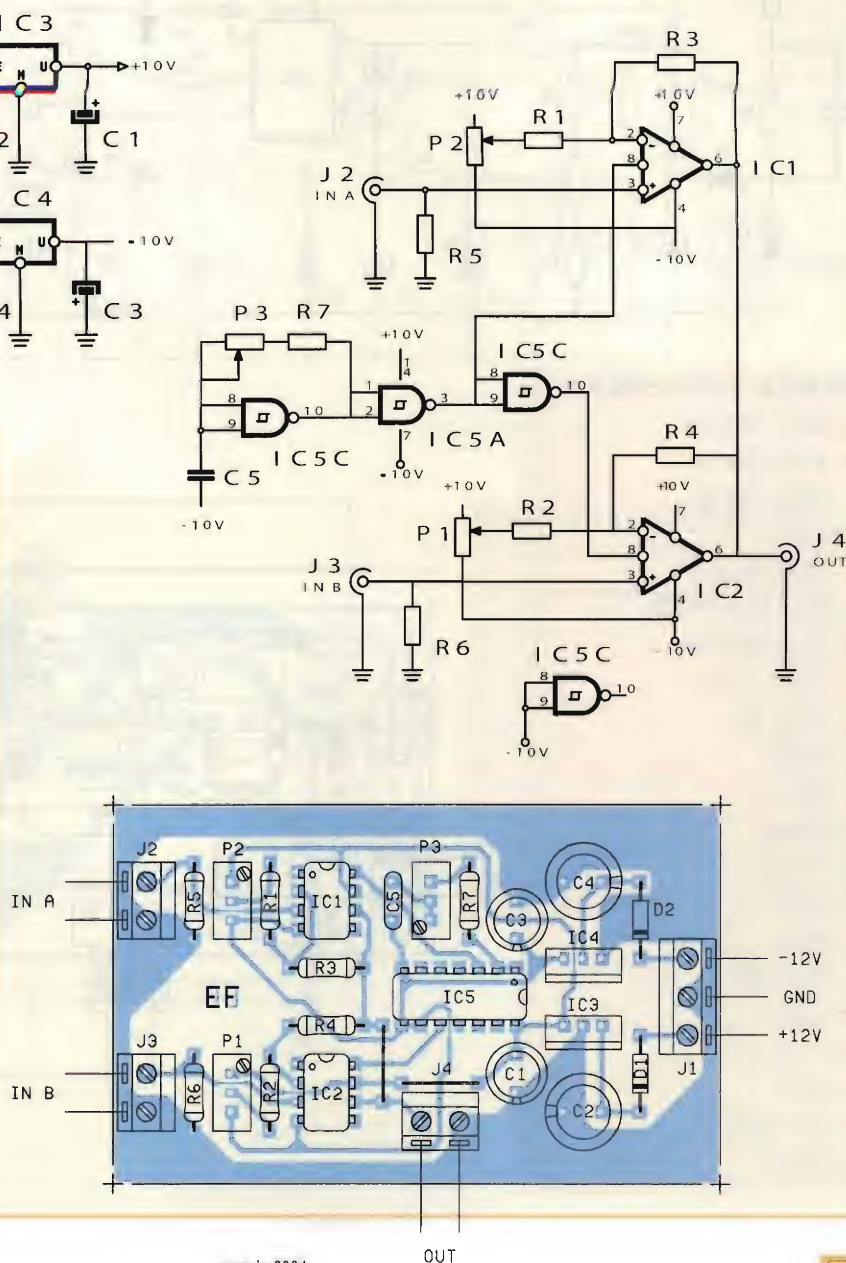 I C 3
U
M
+10V
C 1
C 4
U
M
- 10V
C 3
R 3
+10V
+10V
R 1
P 2
7
2
-
8
6
I C1
J 2
IN A
3
+
4
R 5
- 10V
P 3
R 7
+10V
1
4
I C5 C
8
9
10
1
2
3
8
9
10
7
I C5A
I C5C
C 5
- 10V
- 10V
R 4
+10V
+10V
R 2
P 1
7
2
-
8
6
J 4
OUT
J 3
IN B
3
+
I C2
4
R 6
- 10V
I C5C
8
9
10
- 10V
J2
P2
P3
IN A
R5
R1
IC1
C5
R7
C3
C4
D2
IC4
R3
-12V
EF
IC5
GND
R4
IC3
+12V
J3
P1
J4
J1
IN B
R6
R2
IC2
C1
C2
D1
OUT